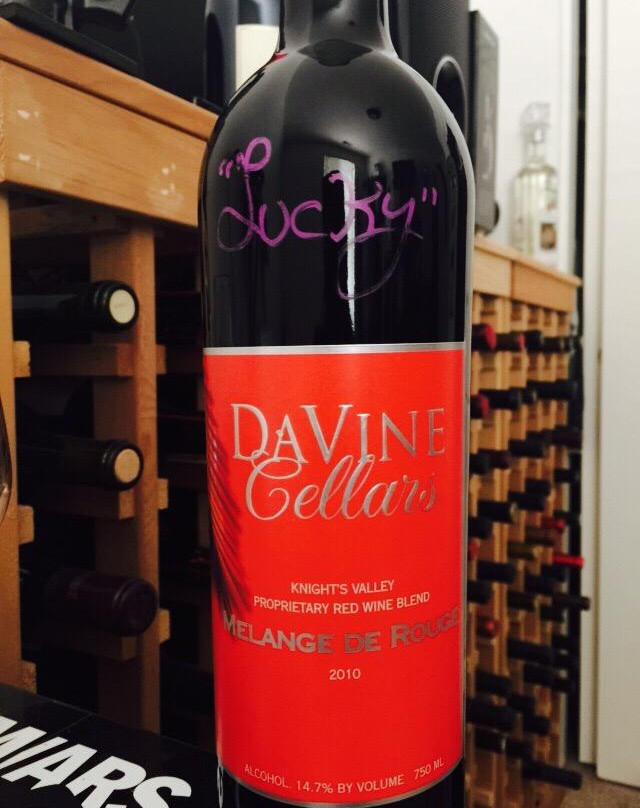 "Lucky"
DAVINE
Cellars
KNIGHT'S VALLEY
PROPRIETARY RED WINE BLEND
MELANGE DE ROUGE
2010
ALCOHOL. 14.7% BY VOLUME 750 ML